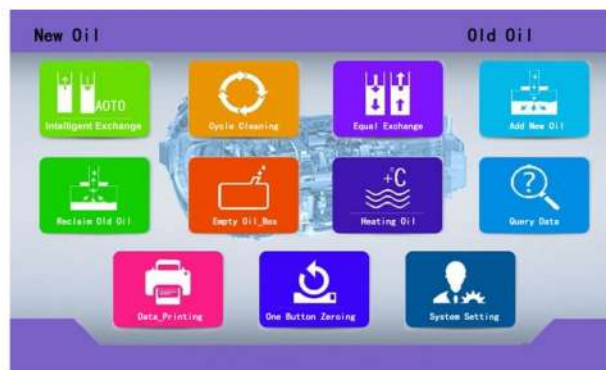 New Oil
Old Oil
AOTO
Intelligent Exchange
Cycle Cleaning
Equal Exchange
Add New Oil
Reclaim Old Oil
Empty Oil_Box
+°C
Heating Oil
?
Query Data
Data_Printing
One Button Zeroing
System Setting